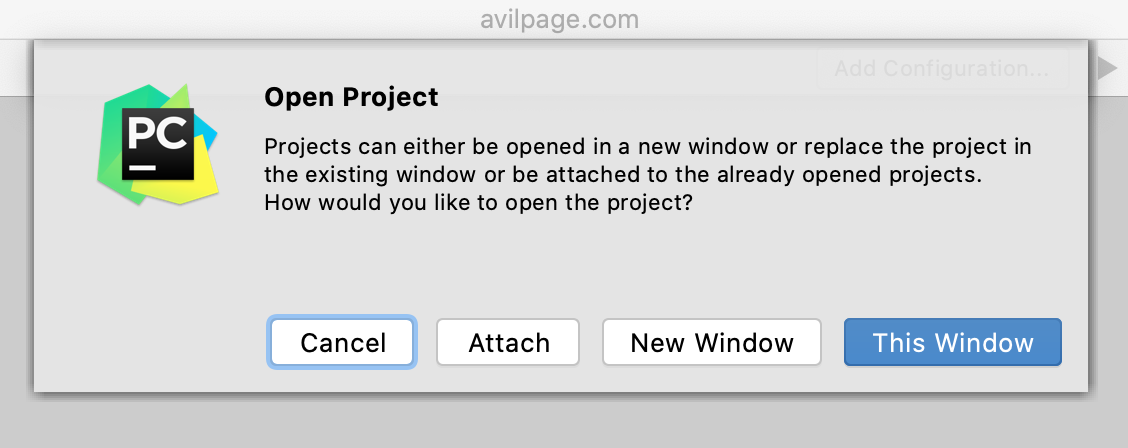 avilpage.com
Add Configuration...
PC
Open Project
Projects can either be opened in a new window or replace the project in
the existing window or be attached to the already opened projects.
How would you like to open the project?
Cancel
Attach
New Window
This Window